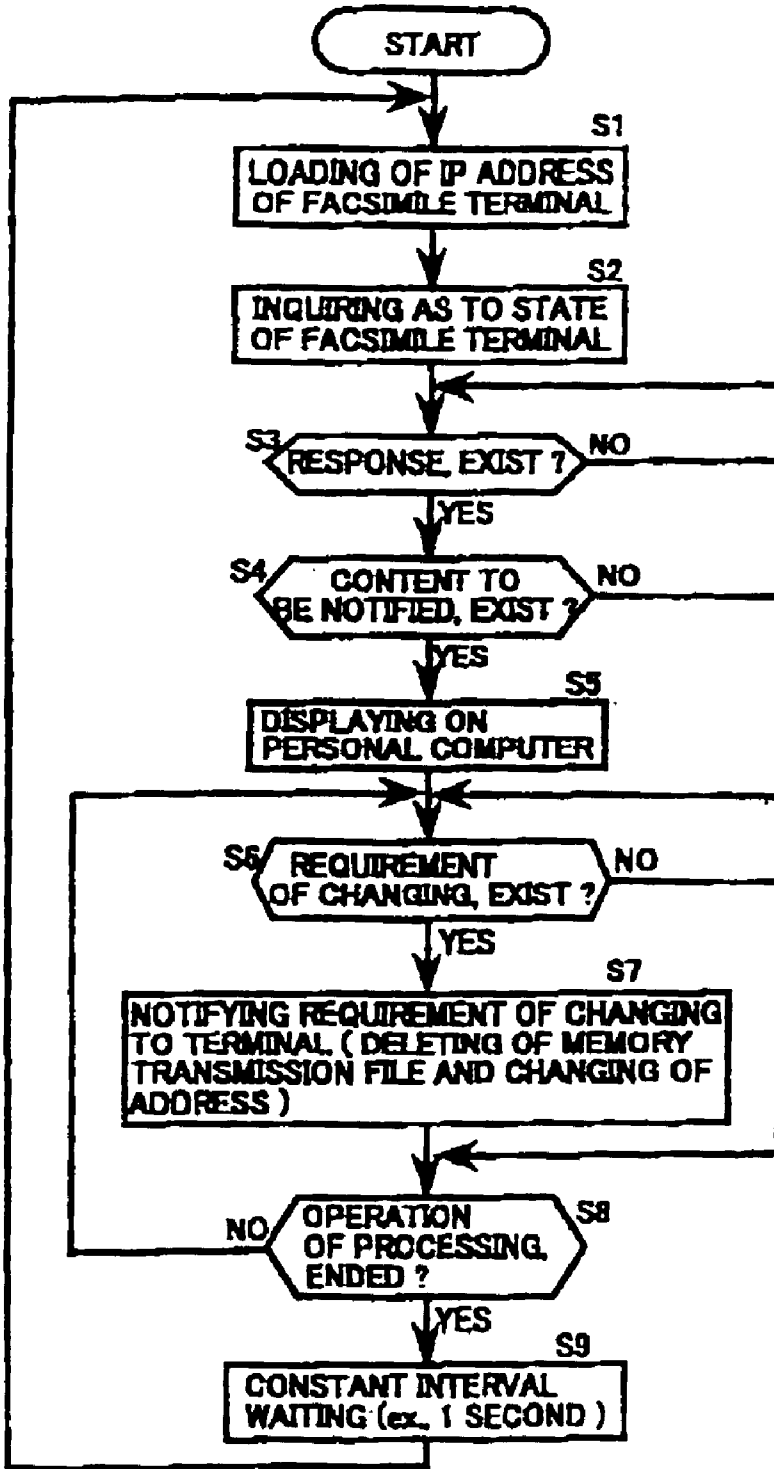 START
S1
LOADING OF IP ADDRESS
OF FACSIMILE TERMINAL
S2
INQUIRING AS TO STATE
OF FACSIMILE TERMINAL
S3
RESPONSE, EXIST ?
NO
YES
S4
CONTENT TO
BE NOTIFIED, EXIST ?
NO
YES
S5
DISPLAYING ON
PERSONAL COMPUTER
S6
REQUIREMENT
OF CHANGING, EXIST ?
NO
YES
S7
NOTIFYING REQUIREMENT OF CHANGING
TO TERMINAL ( DELETING OF MEMORY
TRANSMISSION FILE AND CHANGING OF
ADDRESS )
S8
OPERATION
OF PROCESSING,
ENDED ?
NO
YES
S9
CONSTANT INTERVAL
WAITING (ex., 1 SECOND )